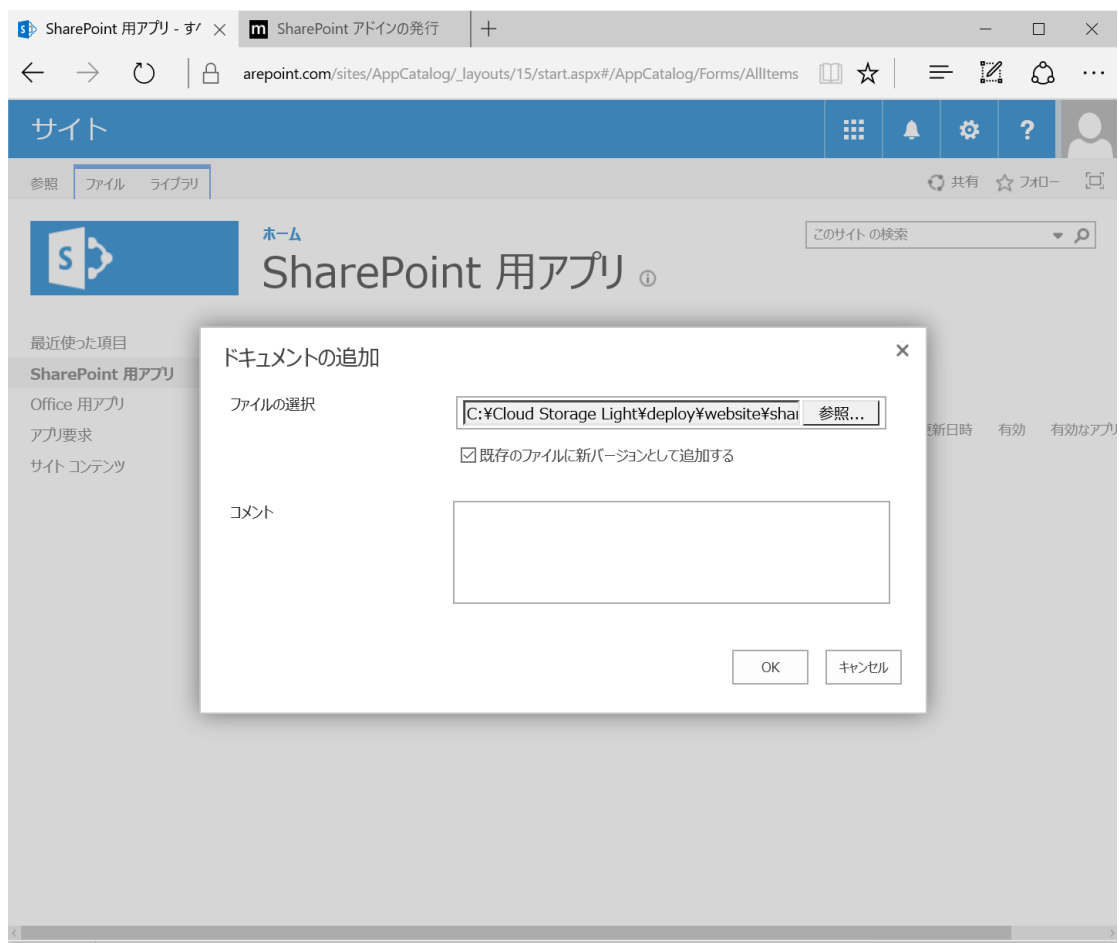 SharePoint 用アプリ - すべ
SharePoint アドインの発行
arepoint.com/sites/AppCatalog/_layouts/15/start.aspx#/AppCatalog/Forms/AllItems
サイト
?
参照 ファイル ライブラリ
共有 フォロー
ホーム
このサイト の検索
SharePoint 用アプリ
最近使った項目
SharePoint 用アプリ
Office 用アプリ
アプリ要求
サイト コンテンツ
更新日時 有効 有効なアプリ
ドキュメントの追加
ファイルの選択
C:¥Cloud Storage Light¥deploy¥website¥shar
参照...
既存のファイルに新バージョンとして追加する
コメント
OK キャンセル